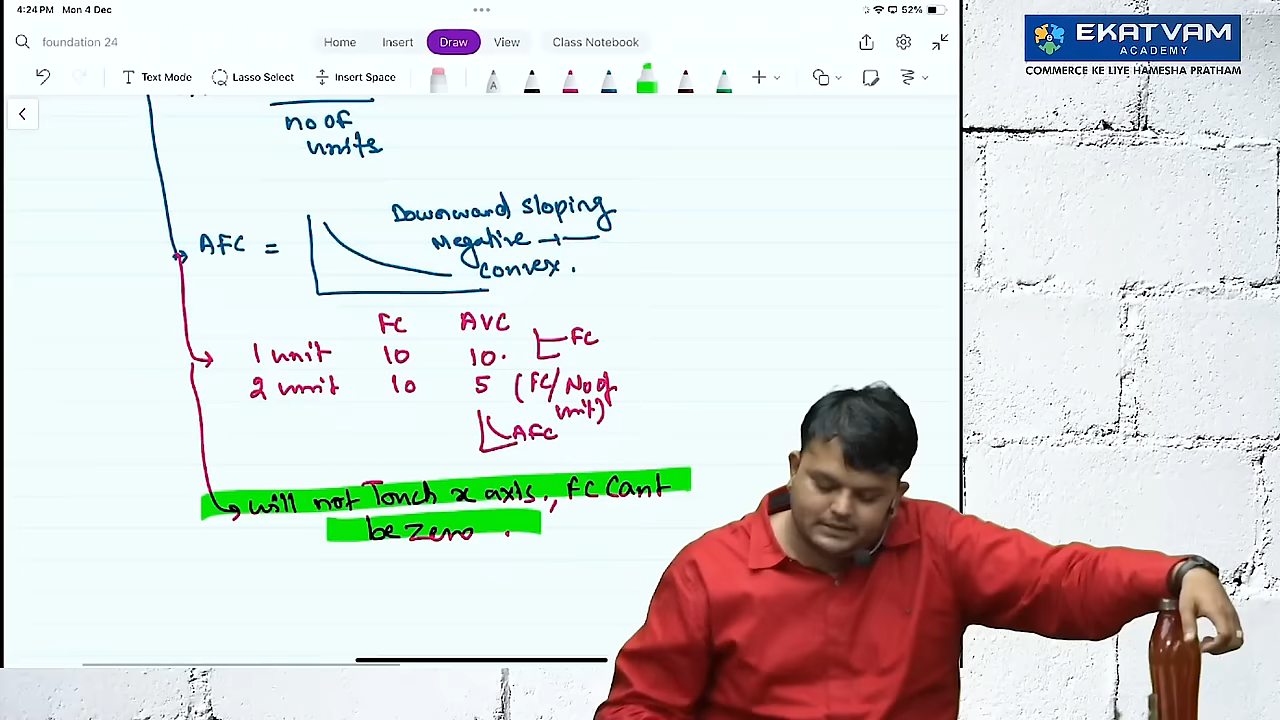 4:24 PM Mon 4 Dec
52%
EKATVAM
ACADEMY
COMMERCE KE LIYE HAMESHA PRATHAM
foundation 24
Home Insert Draw View Class Notebook
Text Mode Lasso Select Insert Space
no of
units
AFC =
Downward sloping
Negative
convex.
FC AVC
1 unit 10 10. FC
2 unit 10 5 (FC/No of
unit)
AFC
will not Touch x axis, FC Cant
be Zero.